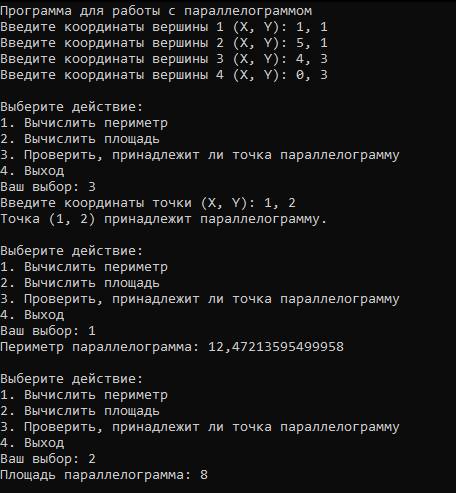 Программа для работы с параллелограммом
Введите координаты вершины 1 (X, Y): 1, 1
Введите координаты вершины 2 (X, Y): 5, 1
Введите координаты вершины 3 (X, Y): 4, 3
Введите координаты вершины 4 (X, Y): 0, 3
Выберите действие:
1. Вычислить периметр
2. Вычислить площадь
3. Проверить, принадлежит ли точка параллелограмму
4. Выход
Ваш выбор: 3
Введите координаты точки (X, Y): 1, 2
Точка (1, 2) принадлежит параллелограмму.
Выберите действие:
1. Вычислить периметр
2. Вычислить площадь
3. Проверить, принадлежит ли точка параллелограмму
4. Выход
Ваш выбор: 1
Периметр параллелограмма: 12,47213595499958
Выберите действие:
1. Вычислить периметр
2. Вычислить площадь
3. Проверить, принадлежит ли точка параллелограмму
4. Выход
Ваш выбор: 2
Площадь параллелограмма: 8